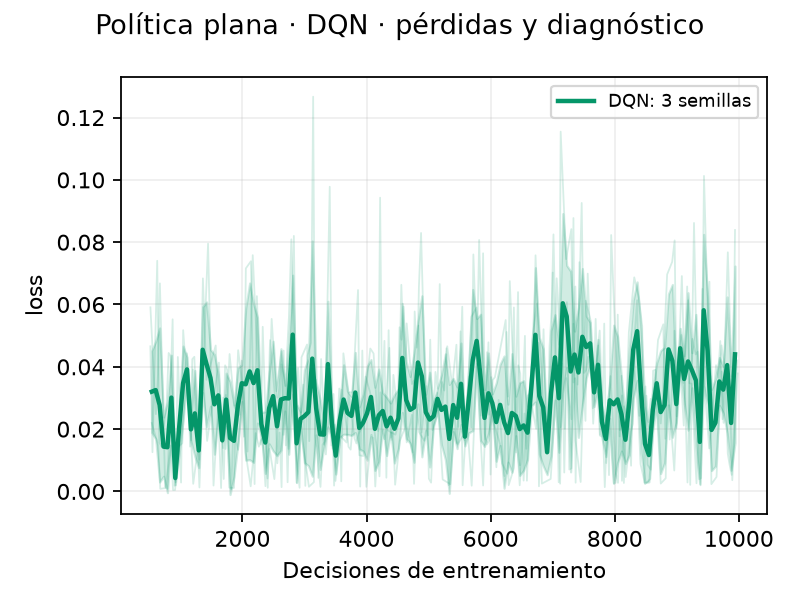 Política plana · DQN · pérdidas y diagnóstico
DQN: 3 semillas
loss
0.12
0.10
0.08
0.06
0.04
0.02
0.00
2000 4000 6000 8000 10000
Decisiones de entrenamiento